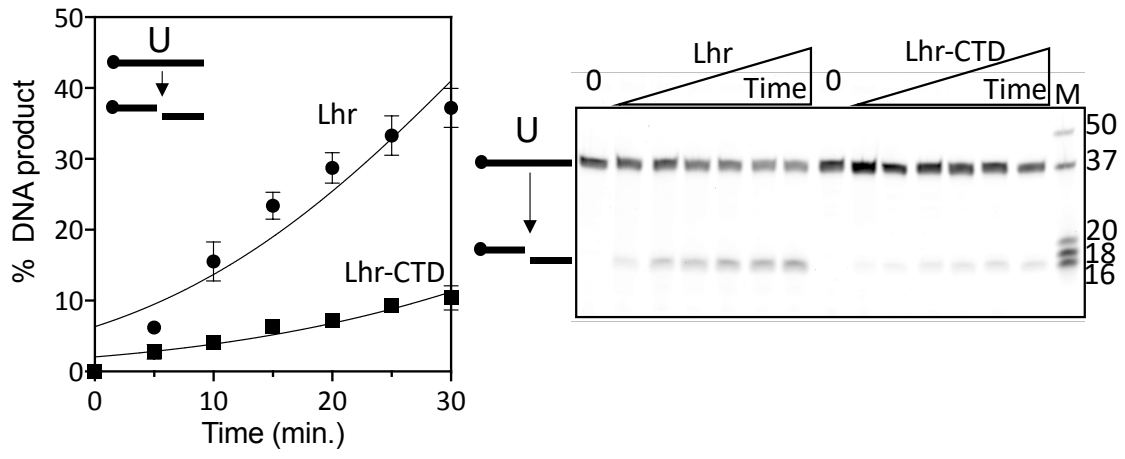 50
40
30
20
10
0
% DNA product
U
Lhr
Lhr-CTD
0 10 20 30
Time (min.)
U
0 Lhr Time
0 Lhr-CTD Time M
50
37
20
18
16